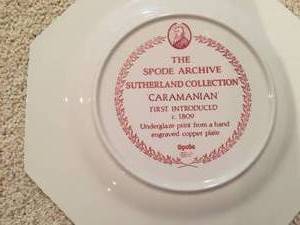 THE
SPODE ARCHIVE
SUTHERLAND COLLECTION
CARAMANIAN
FIRST INTRODUCED
c. 1809
Underglaze print from a hand
engraved copper plate
Spode